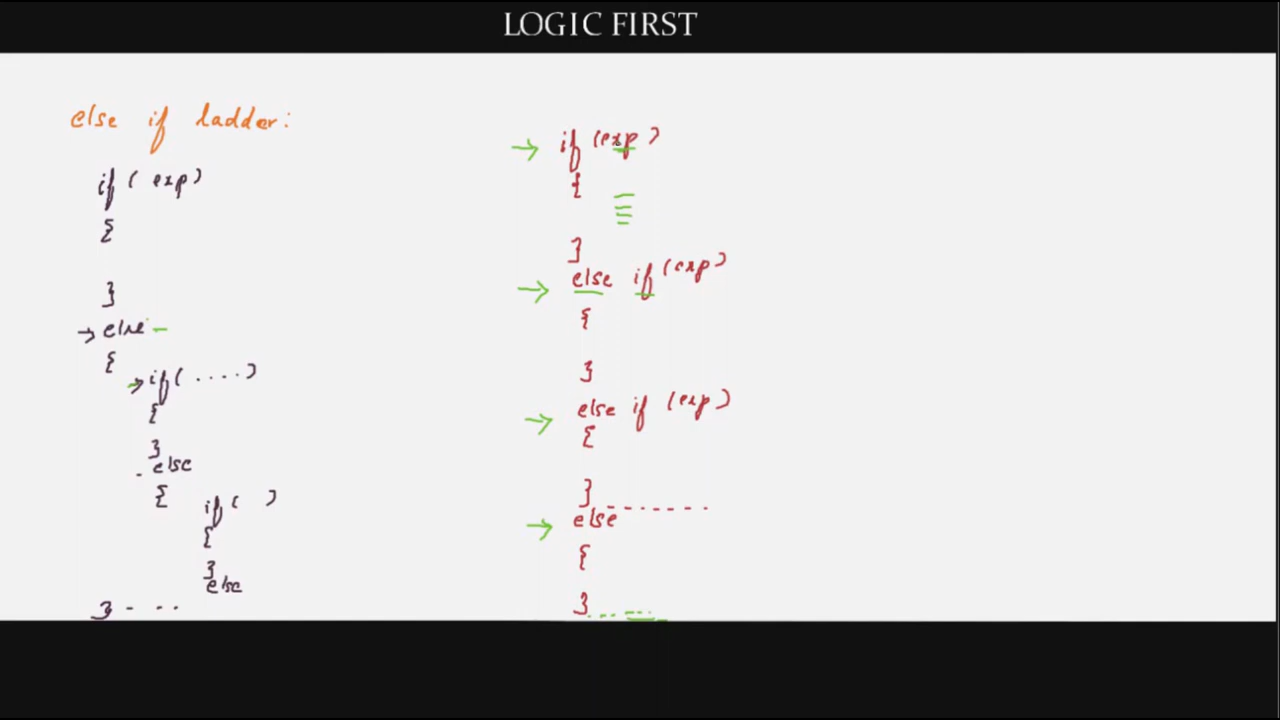 LOGIC FIRST
else if ladder:
if ( exp)
{
}
else
{
if( ....)
{
}
else
{ if( )
{
}
else
} - ..
if (exp)
{
}
else if (exp)
{
}
else if (exp)
{
} .......
else
{
} .......